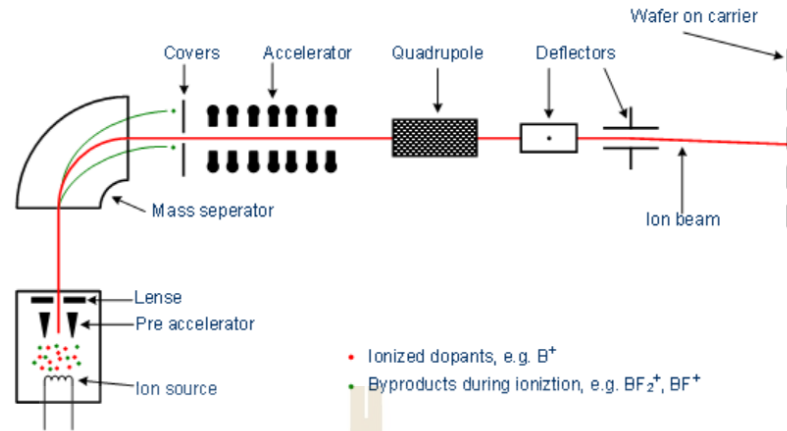 Wafer on carrier
Covers
Accelerator
Quadrupole
Deflectors
Mass seperator
Ion beam
Lense
Pre accelerator
Ion source
Ionized dopants, e.g. B⁺
Byproducts during ioniztion, e.g. BF₂⁺, BF⁺